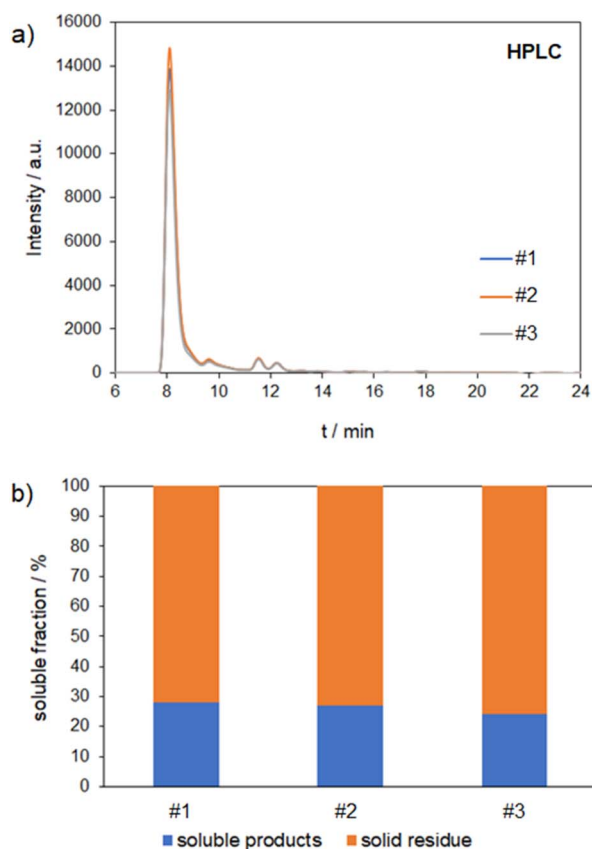 a)
HPLC
16000
14000
12000
10000
8000
6000
4000
2000
0
Intensity / a.u.
#1
#2
#3
6 8 10 12 14 16 18 20 22 24
t / min
b)
100
90
80
70
60
50
40
30
20
10
0
soluble fraction / %
#1 #2 #3
soluble products solid residue